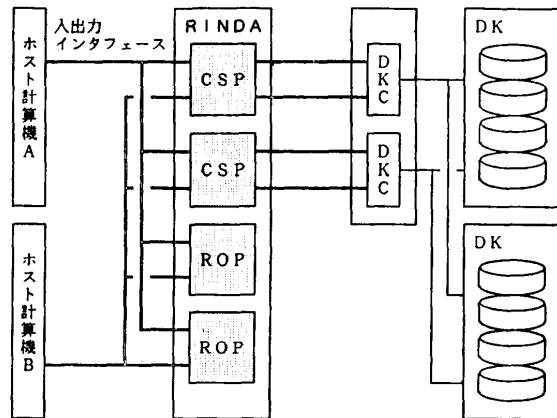 入出力
インタフェース
RINDA
DK
ホスト計算機A
CSP
DKC
CSP
DKC
ROP
DK
ホスト計算機B
ROP